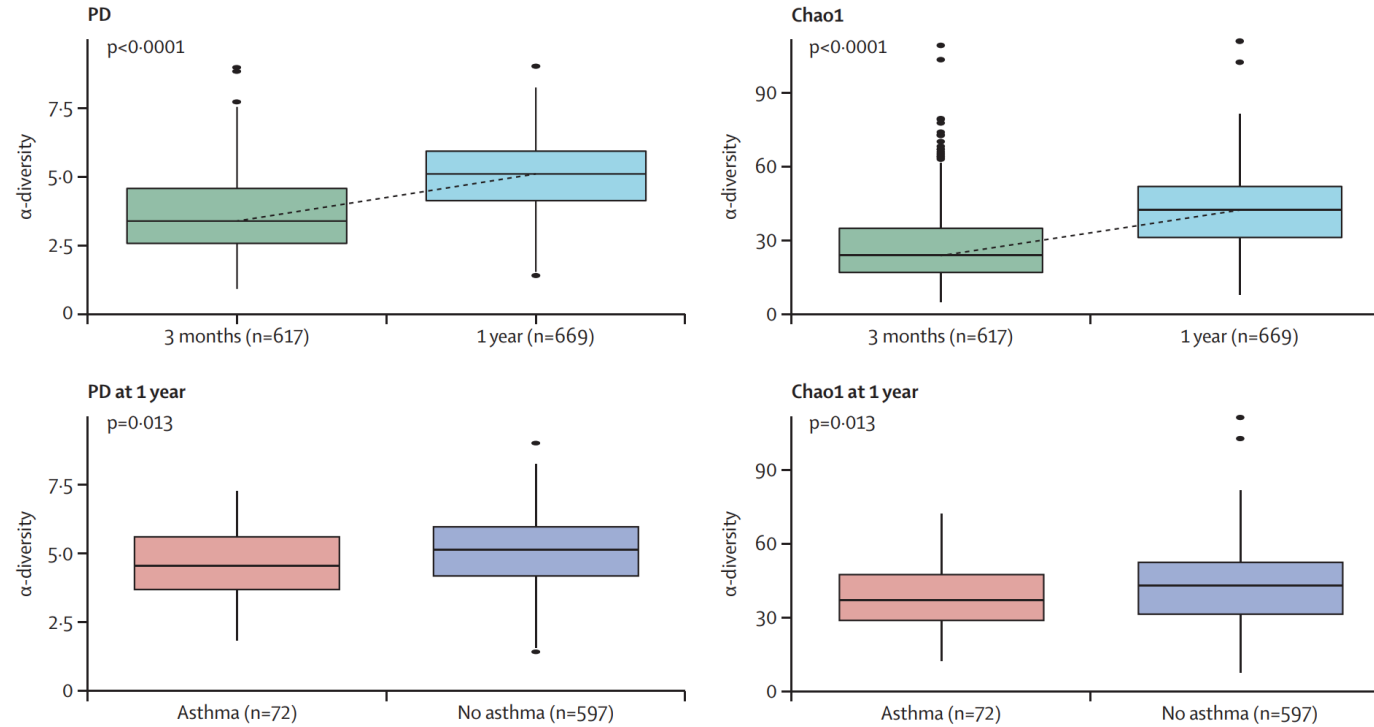 PD
p<0·0001
α-diversity
7·5
5·0
2·5
0
3 months (n=617)
1 year (n=669)
Chao1
p<0·0001
α-diversity
90
60
30
0
3 months (n=617)
1 year (n=669)
PD at 1 year
p=0·013
α-diversity
7·5
5·0
2·5
0
Asthma (n=72)
No asthma (n=597)
Chao1 at 1 year
p=0·013
α-diversity
90
60
30
0
Asthma (n=72)
No asthma (n=597)